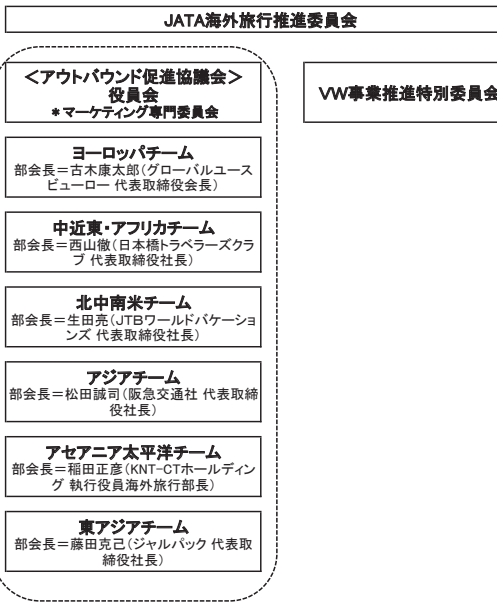 JATA海外旅行推進委員会
＜アウトバウンド促進協議会＞
役員会
＊マーケティング専門委員会
VW事業推進特別委員会
ヨーロッパチーム
部会長＝古木康太郎(グローバルユース
ビューロー 代表取締役会長)
中近東・アフリカチーム
部会長＝西山徹(日本橋トラベラーズクラ
ブ 代表取締役社長)
北中南米チーム
部会長＝生田亮(JTBワールドバケーショ
ンズ 代表取締役社長)
アジアチーム
部会長＝松田誠司(阪急交通社 代表取締
役社長)
アセアニア太平洋チーム
部会長＝稲田正彦(KNT-CTホールディン
グ 執行役員海外旅行部長)
東アジアチーム
部会長＝藤田克己(ジャルパック 代表取
締役社長)